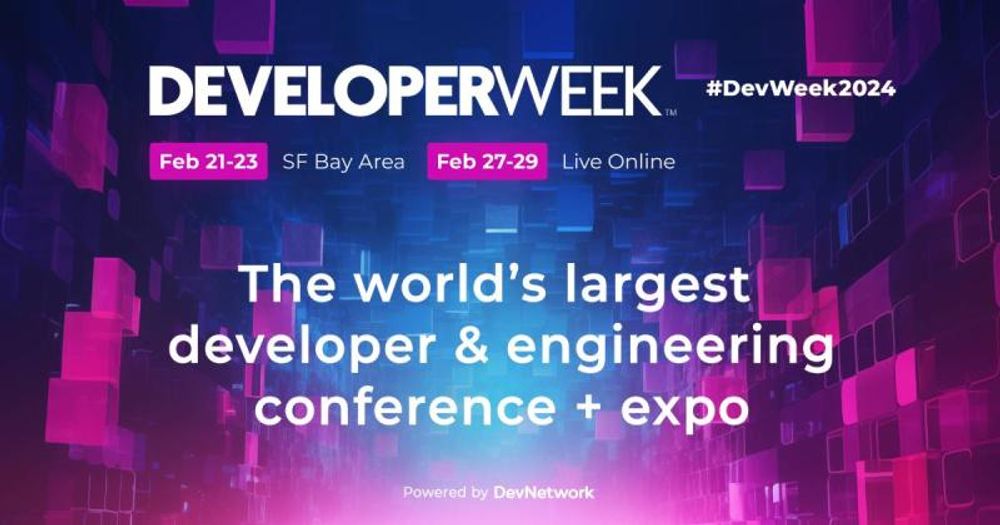 DEVELOPERWEEK™ #DevWeek2024
Feb 21-23 SF Bay Area Feb 27-29 Live Online
The world's largest
developer & engineering
conference + expo
Powered by DevNetwork